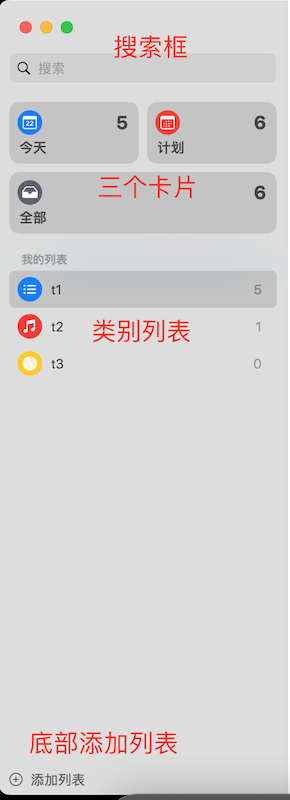 搜索框
搜索
5
今天
6
计划
三个卡片
6
全部
我的列表
t1 5
t2 1
类别列表
t3 0
底部添加列表
添加列表